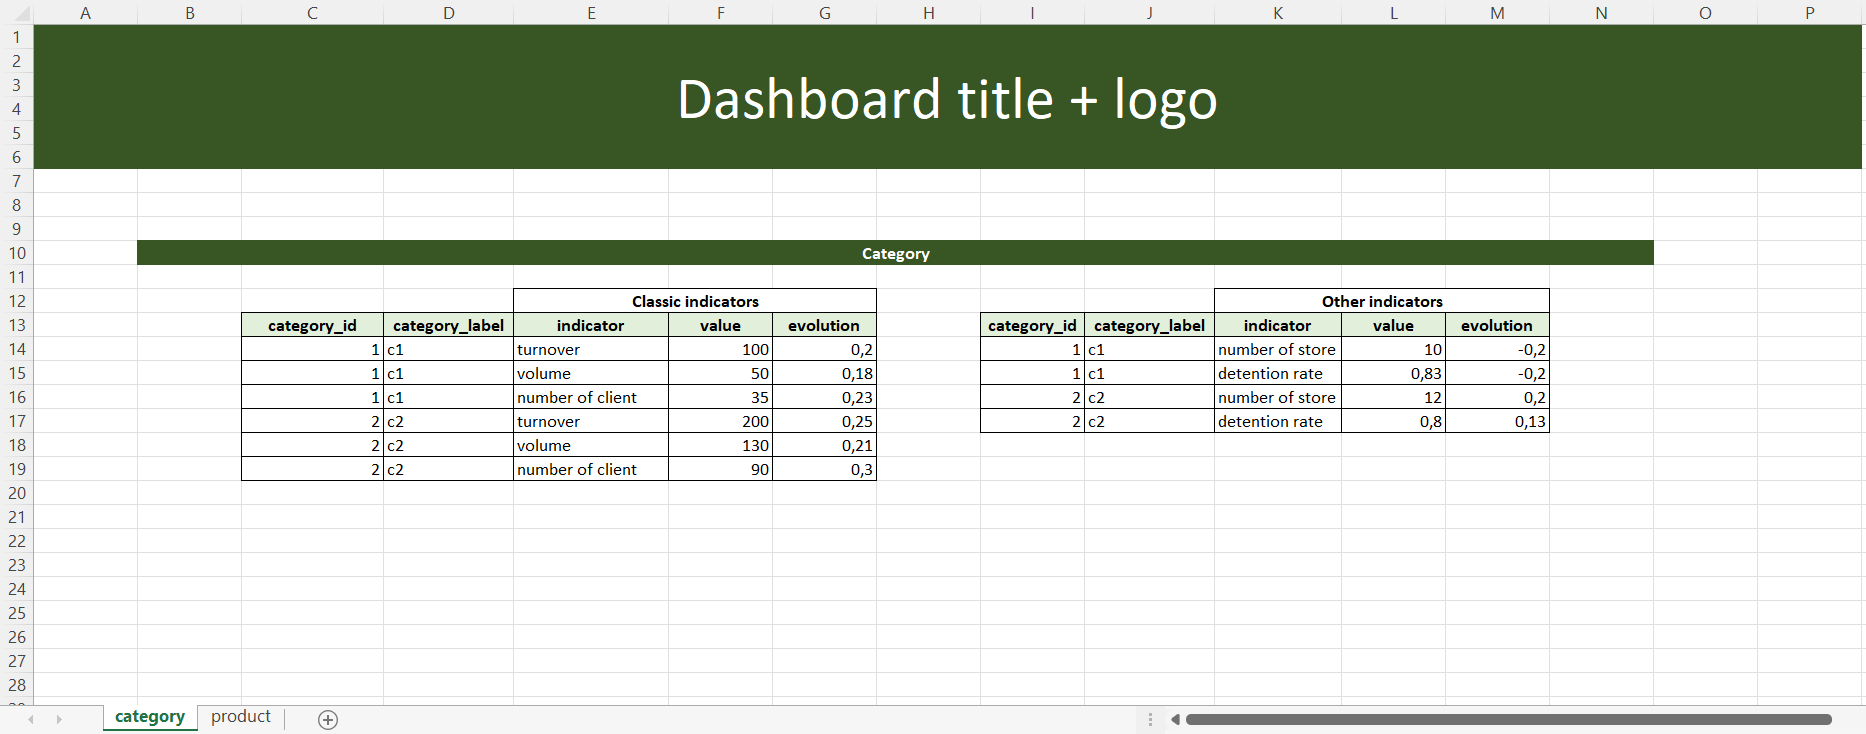 A B C D E F G H I J K L M N O P
1
2
3 Dashboard title + logo
4
5
6
7
8
9
10 Category
11
12 Classic indicators Other indicators
13 category_id category_label indicator value evolution category_id category_label indicator value evolution
14 1 c1 turnover 100 0,2 1 c1 number of store 10 -0,2
15 1 c1 volume 50 0,18 1 c1 detention rate 0,83 -0,2
16 1 c1 number of client 35 0,23 2 c2 number of store 12 0,2
17 2 c2 turnover 200 0,25 2 c2 detention rate 0,8 0,13
18 2 c2 volume 130 0,21
19 2 c2 number of client 90 0,3
20
21
22
23
24
25
26
27
28
category product